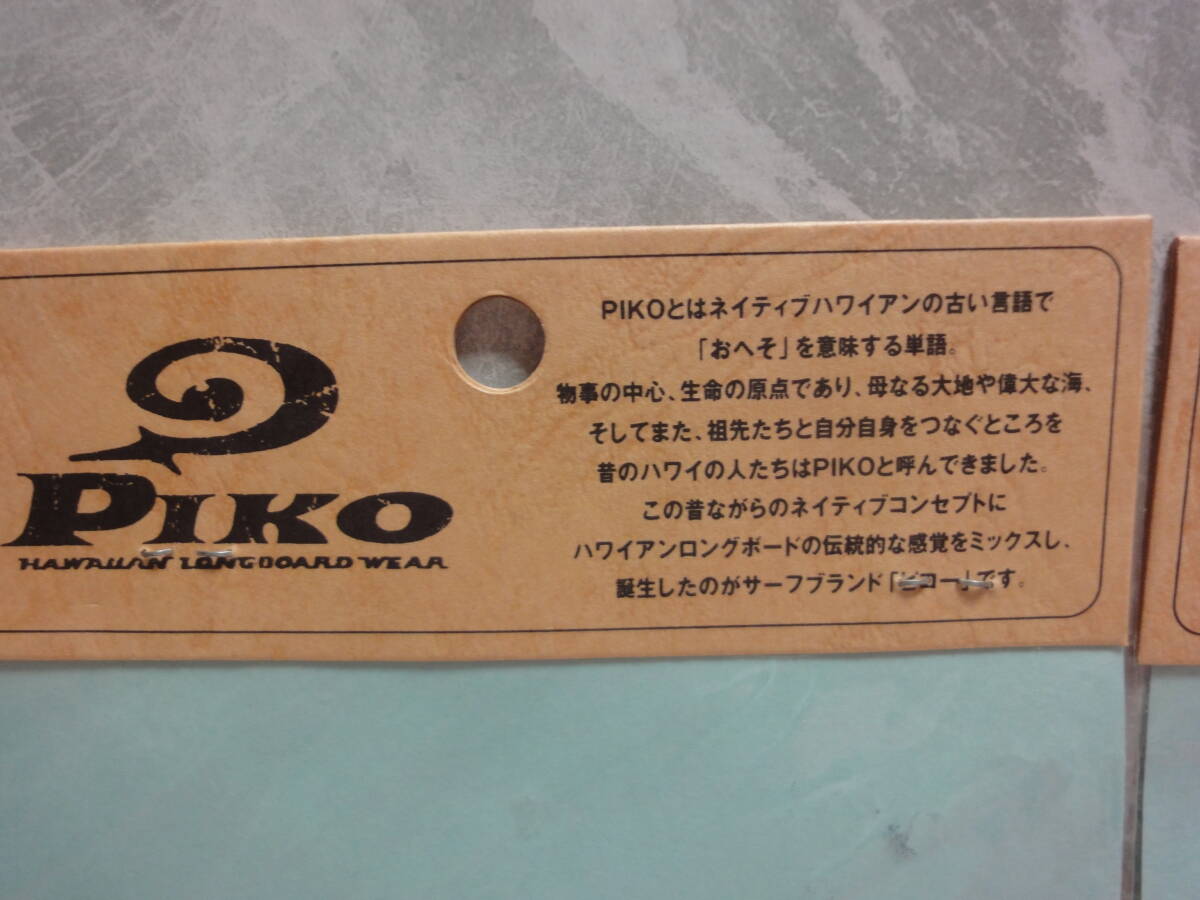 PIKO
HAWAIIAN LONGBOARD WEAR
PIKOとはネイティブハワイアンの古い言語で
「おへそ」を意味する単語。
物事の中心、生命の原点であり、母なる大地や偉大な海、
そしてまた、祖先たちと自分自身をつなぐところを
昔のハワイの人たちはPIKOと呼んできました。
この昔ながらのネイティブコンセプトに
ハワイアンロングボードの伝統的な感覚をミックスし、
誕生したのがサーフブランド「ピコー」です。